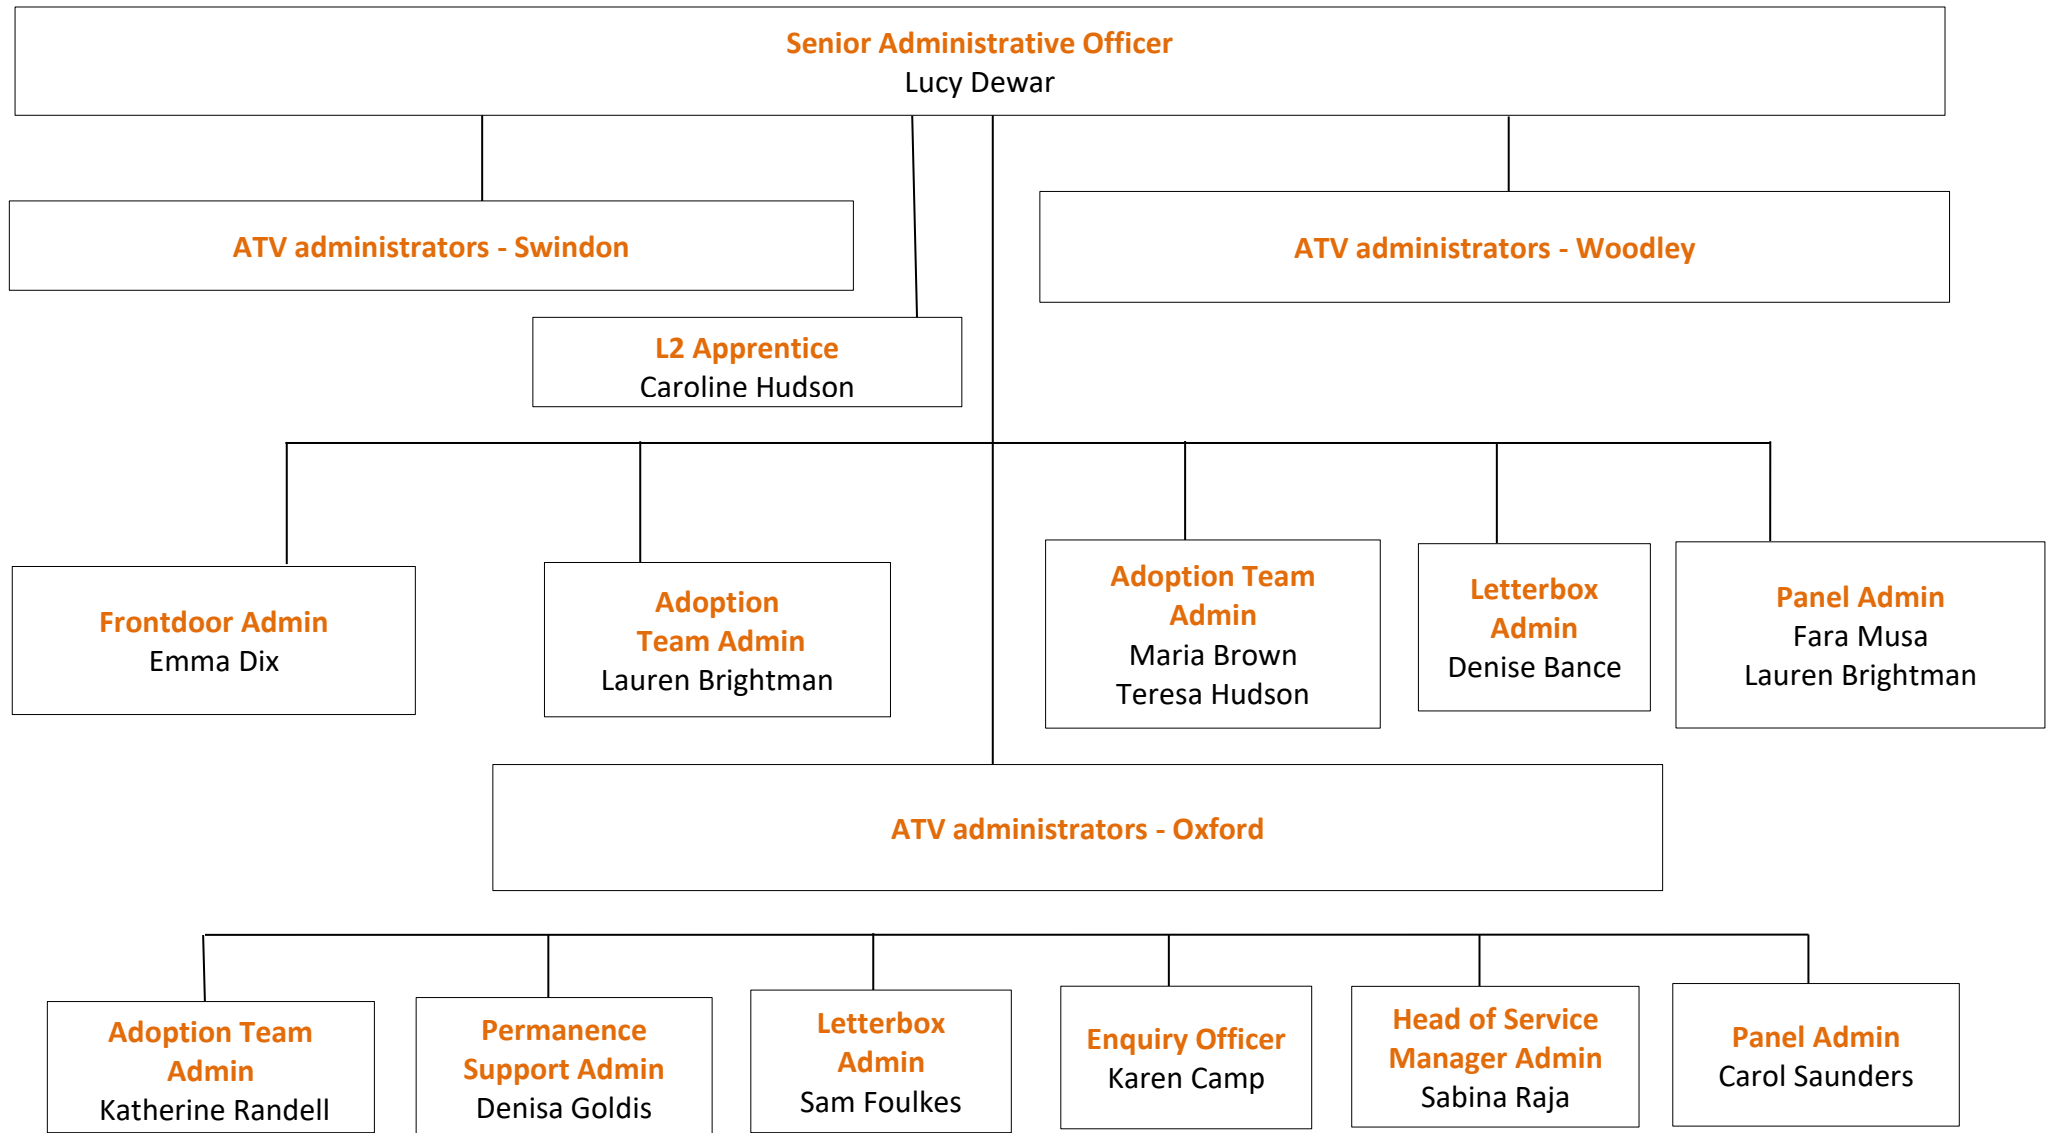 Senior Administrative Officer
Lucy Dewar
ATV administrators - Swindon
ATV administrators - Woodley
L2 Apprentice
Caroline Hudson
Frontdoor Admin
Emma Dix
Adoption
Team Admin
Lauren Brightman
Adoption Team
Admin
Maria Brown
Teresa Hudson
Letterbox
Admin
Denise Bance
Panel Admin
Fara Musa
Lauren Brightman
ATV administrators - Oxford
Adoption Team
Admin
Katherine Randell
Permanence
Support Admin
Denisa Goldis
Letterbox
Admin
Sam Foulkes
Enquiry Officer
Karen Camp
Head of Service
Manager Admin
Sabina Raja
Panel Admin
Carol Saunders